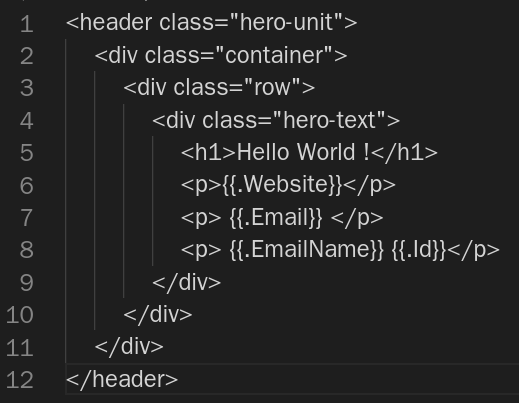 1 <header class="hero-unit">
2 <div class="container">
3 <div class="row">
4 <div class="hero-text">
5 <h1>Hello World !</h1>
6 <p>{{.Website}}</p>
7 <p> {{.Email}} </p>
8 <p> {{.EmailName}} {{.Id}}</p>
9 </div>
10 </div>
11 </div>
12 </header>